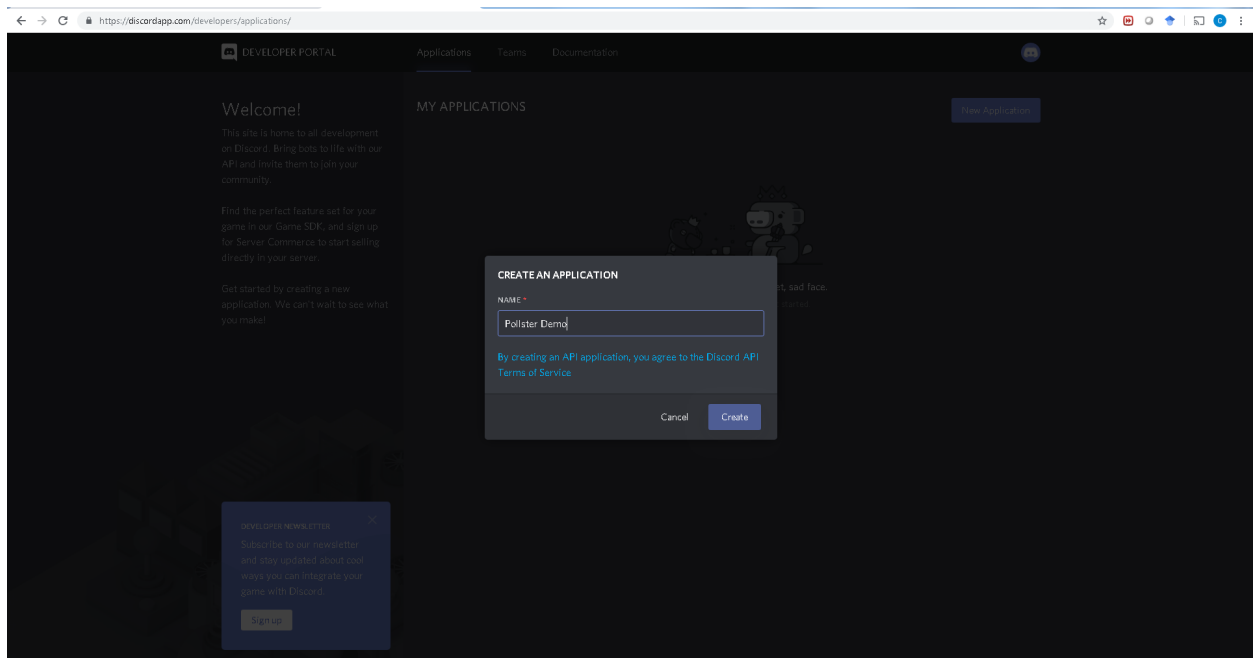 https://discordapp.com/developers/applications/
C
DEVELOPER PORTAL
Applications
Teams
Documentation
Welcome!
This site is home to all development
on Discord. Bring bots to life with our
API and invite them to join your
community.
Find the perfect feature set for your
game in our Game SDK, and sign up
for Server Commerce to start selling
directly in your server.
Get started by creating a new
application. We can't wait to see what
you make!
MY APPLICATIONS
New Application
et, sad face.
started
CREATE AN APPLICATION
NAME *
Pollster Demo
By creating an API application, you agree to the Discord API
Terms of Service
Cancel
Create
DEVELOPER NEWSLETTER
Subscribe to our newsletter
and stay updated about cool
ways you can integrate your
game with Discord.
Sign up